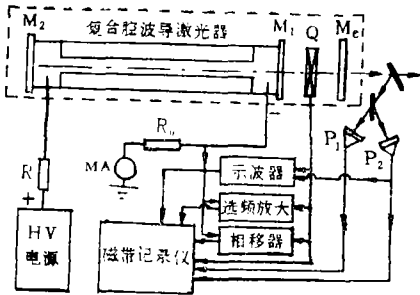 复合腔波导激光器
M₂
M₁
Q
Mₑ
R
+
HV
电源
MA
R₀
P₁
P₂
示波器
选频放大
相移器
磁带记录仪